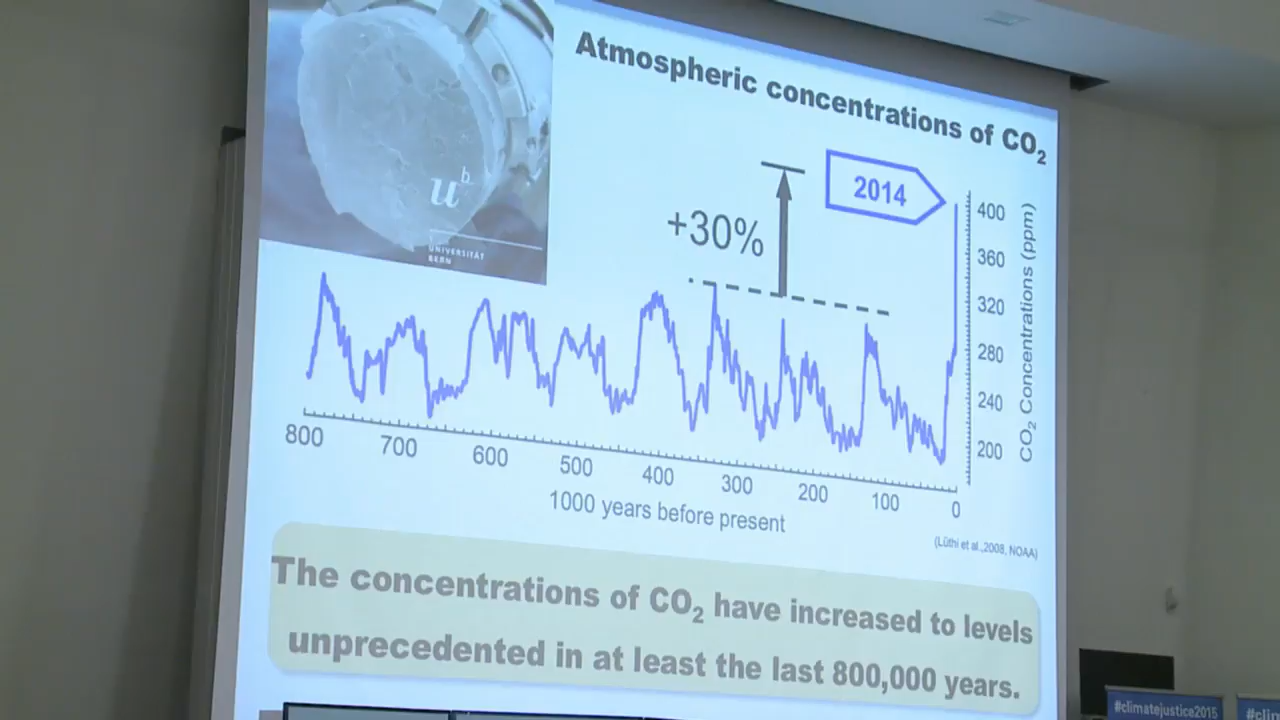 Atmospheric concentrations of CO₂
u^b
UNIVERSITÄT
BERN
2014
+30%
400
360
320
280
240
200
CO₂ Concentrations (ppm)
800 700 600 500 400 300 200 100 0
1000 years before present
(Lüthi et al.,2008, NOAA)
The concentrations of CO₂ have increased to levels
unprecedented in at least the last 800,000 years.
#climatejustice2015